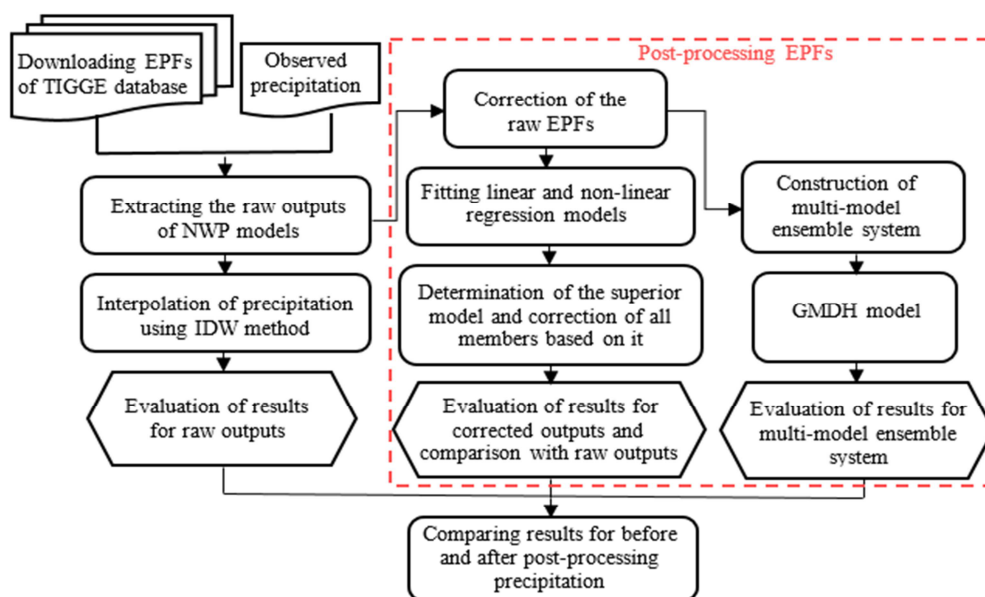 Downloading EPFs
of TIGGE database
Observed
precipitation
Post-processing EPFs
Correction of the
raw EPFs
Extracting the raw outputs
of NWP models
Fitting linear and non-linear
regression models
Construction of
multi-model
ensemble system
Interpolation of precipitation
using IDW method
Determination of the superior
model and correction of all
members based on it
GMDH model
Evaluation of results
for raw outputs
Evaluation of results for
corrected outputs and
comparison with raw outputs
Evaluation of results for
multi-model ensemble
system
Comparing results for before
and after post-processing
precipitation